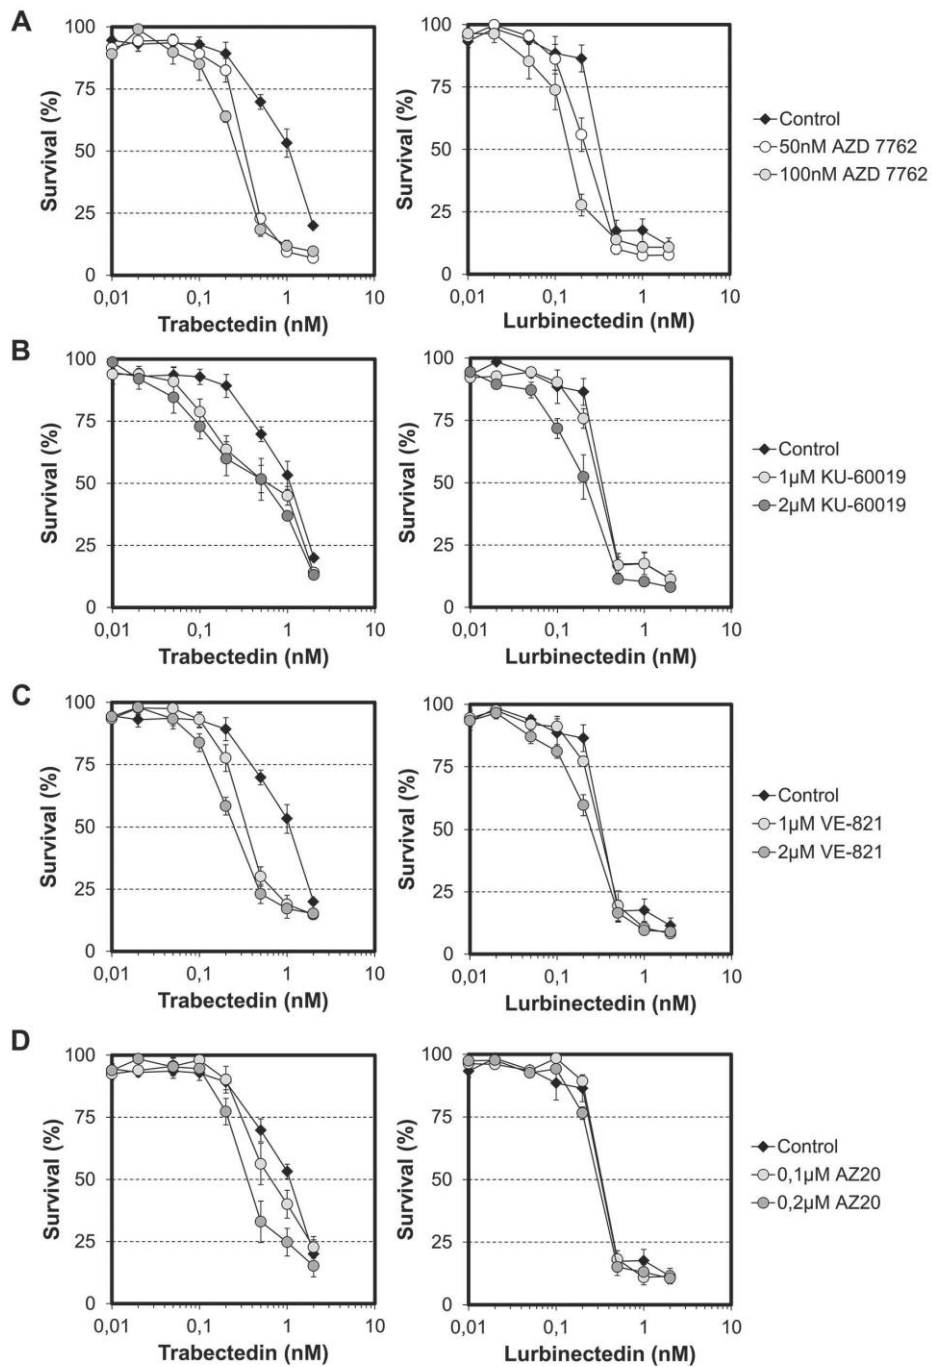 A
Survival (%)
100
75
50
25
0
0,01 0,1 1 10
Trabectedin (nM)
Survival (%)
100
75
50
25
0
0,01 0,1 1 10
Lurbinectedin (nM)
Control
50nM AZD 7762
100nM AZD 7762
B
Survival (%)
100
75
50
25
0
0,01 0,1 1 10
Trabectedin (nM)
Survival (%)
100
75
50
25
0
0,01 0,1 1 10
Lurbinectedin (nM)
Control
1μM KU-60019
2μM KU-60019
C
Survival (%)
100
75
50
25
0
0,01 0,1 1 10
Trabectedin (nM)
Survival (%)
100
75
50
25
0
0,01 0,1 1 10
Lurbinectedin (nM)
Control
1μM VE-821
2μM VE-821
D
Survival (%)
100
75
50
25
0
0,01 0,1 1 10
Trabectedin (nM)
Survival (%)
100
75
50
25
0
0,01 0,1 1 10
Lurbinectedin (nM)
Control
0,1μM AZ20
0,2μM AZ20